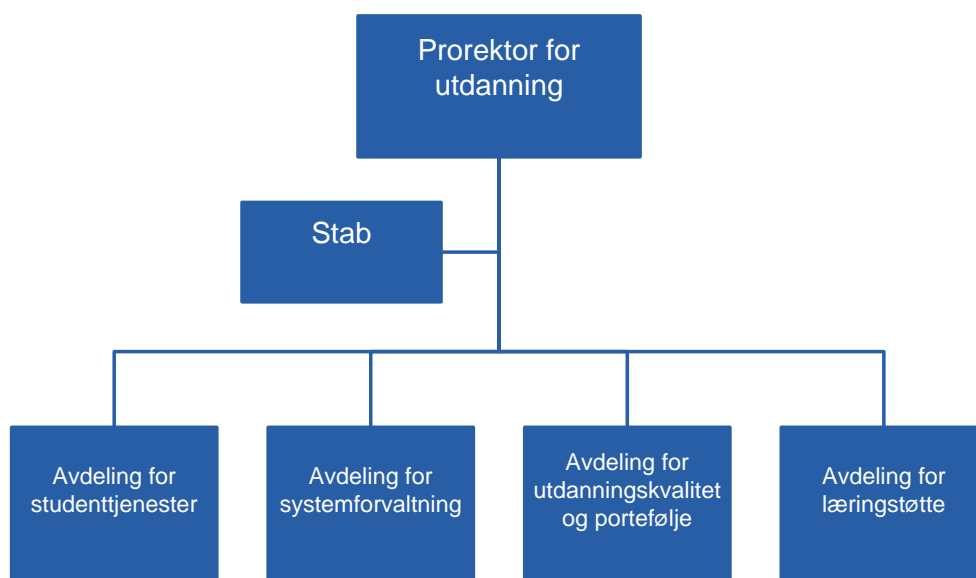 Prorektor for
utdanning
Stab
Avdeling for
studenttjenester
Avdeling for
systemforvaltning
Avdeling for
utdanningskvalitet
og portefølje
Avdeling for
læringstøtte